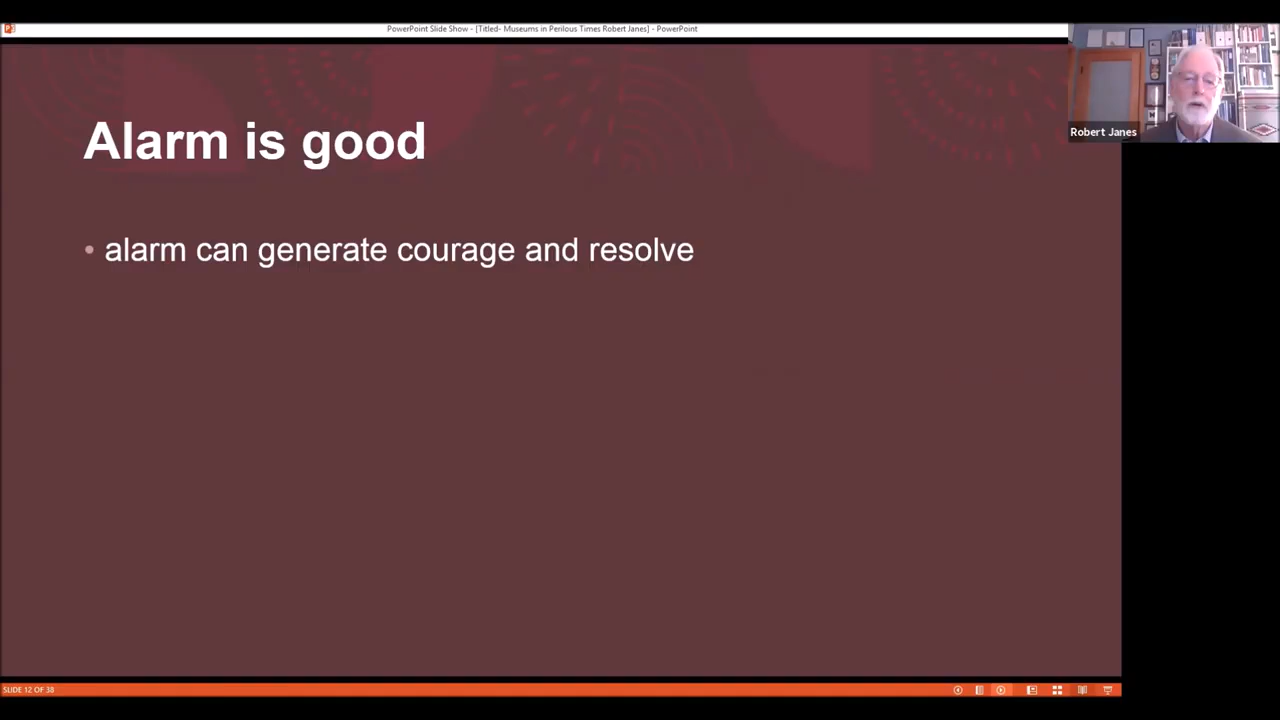 PowerPoint Slide Show - [Titled- Museums in Perilous Times Robert Janes] - PowerPoint
Robert Janes
Alarm is good
• alarm can generate courage and resolve
SLIDE 12 OF 38